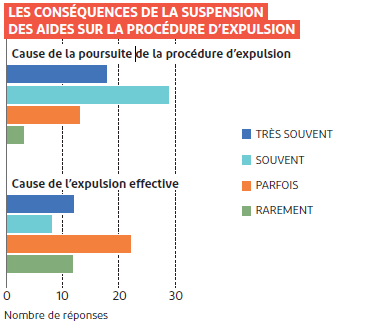 LES CONSÉQUENCES DE LA SUSPENSION
DES AIDES SUR LA PROCÉDURE D'EXPULSION
Cause de la poursuite de la procédure d'expulsion
TRÈS SOUVENT
SOUVENT
PARFOIS
RAREMENT
Cause de l'expulsion effective
0 10 20 30
Nombre de réponses